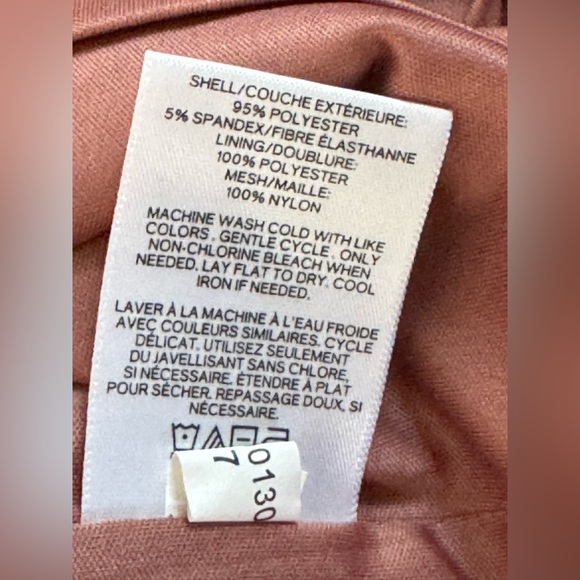 SHELL/COUCHE EXTÉRIEURE:
95% POLYESTER
5% SPANDEX/FIBRE ÉLASTHANNE
LINING/DOUBLURE:
100% POLYESTER
MESH/MAILLE:
100% NYLON
MACHINE WASH COLD WITH LIKE
COLORS . GENTLE CYCLE . ONLY
NON-CHLORINE BLEACH WHEN
NEEDED. LAY FLAT TO DRY. COOL
IRON IF NEEDED.
LAVER À LA MACHINE À L'EAU FROIDE
AVEC COULEURS SIMILAIRES. CYCLE
DÉLICAT. UTILISEZ SEULEMENT
DU JAVELLISANT SANS CHLORE,
SI NÉCESSAIRE. ÉTENDRE À PLAT
POUR SÉCHER. REPASSAGE DOUX, SI
NÉCESSAIRE.
0130
7